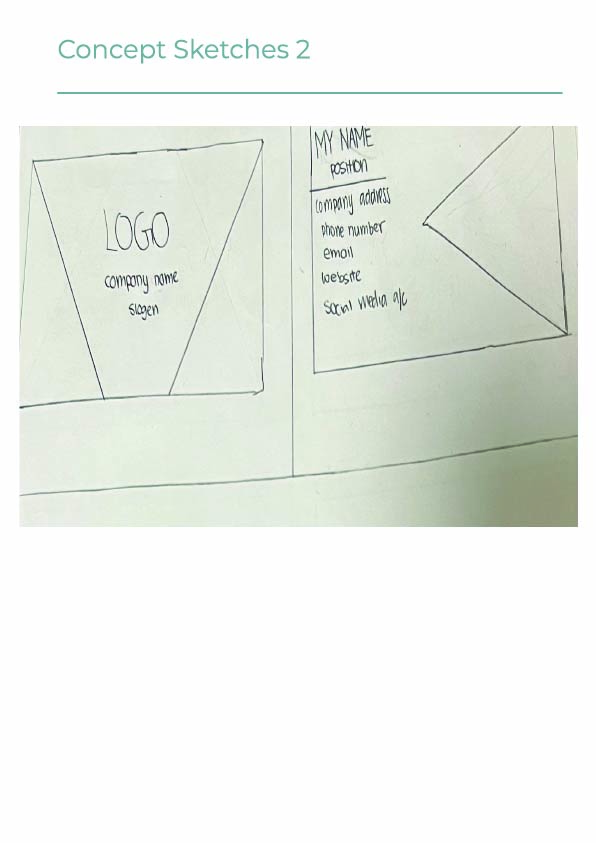 Concept Sketches 2
LOGO
company name
slogen
MY NAME
position
company address
phone number
email
website
social media a/c